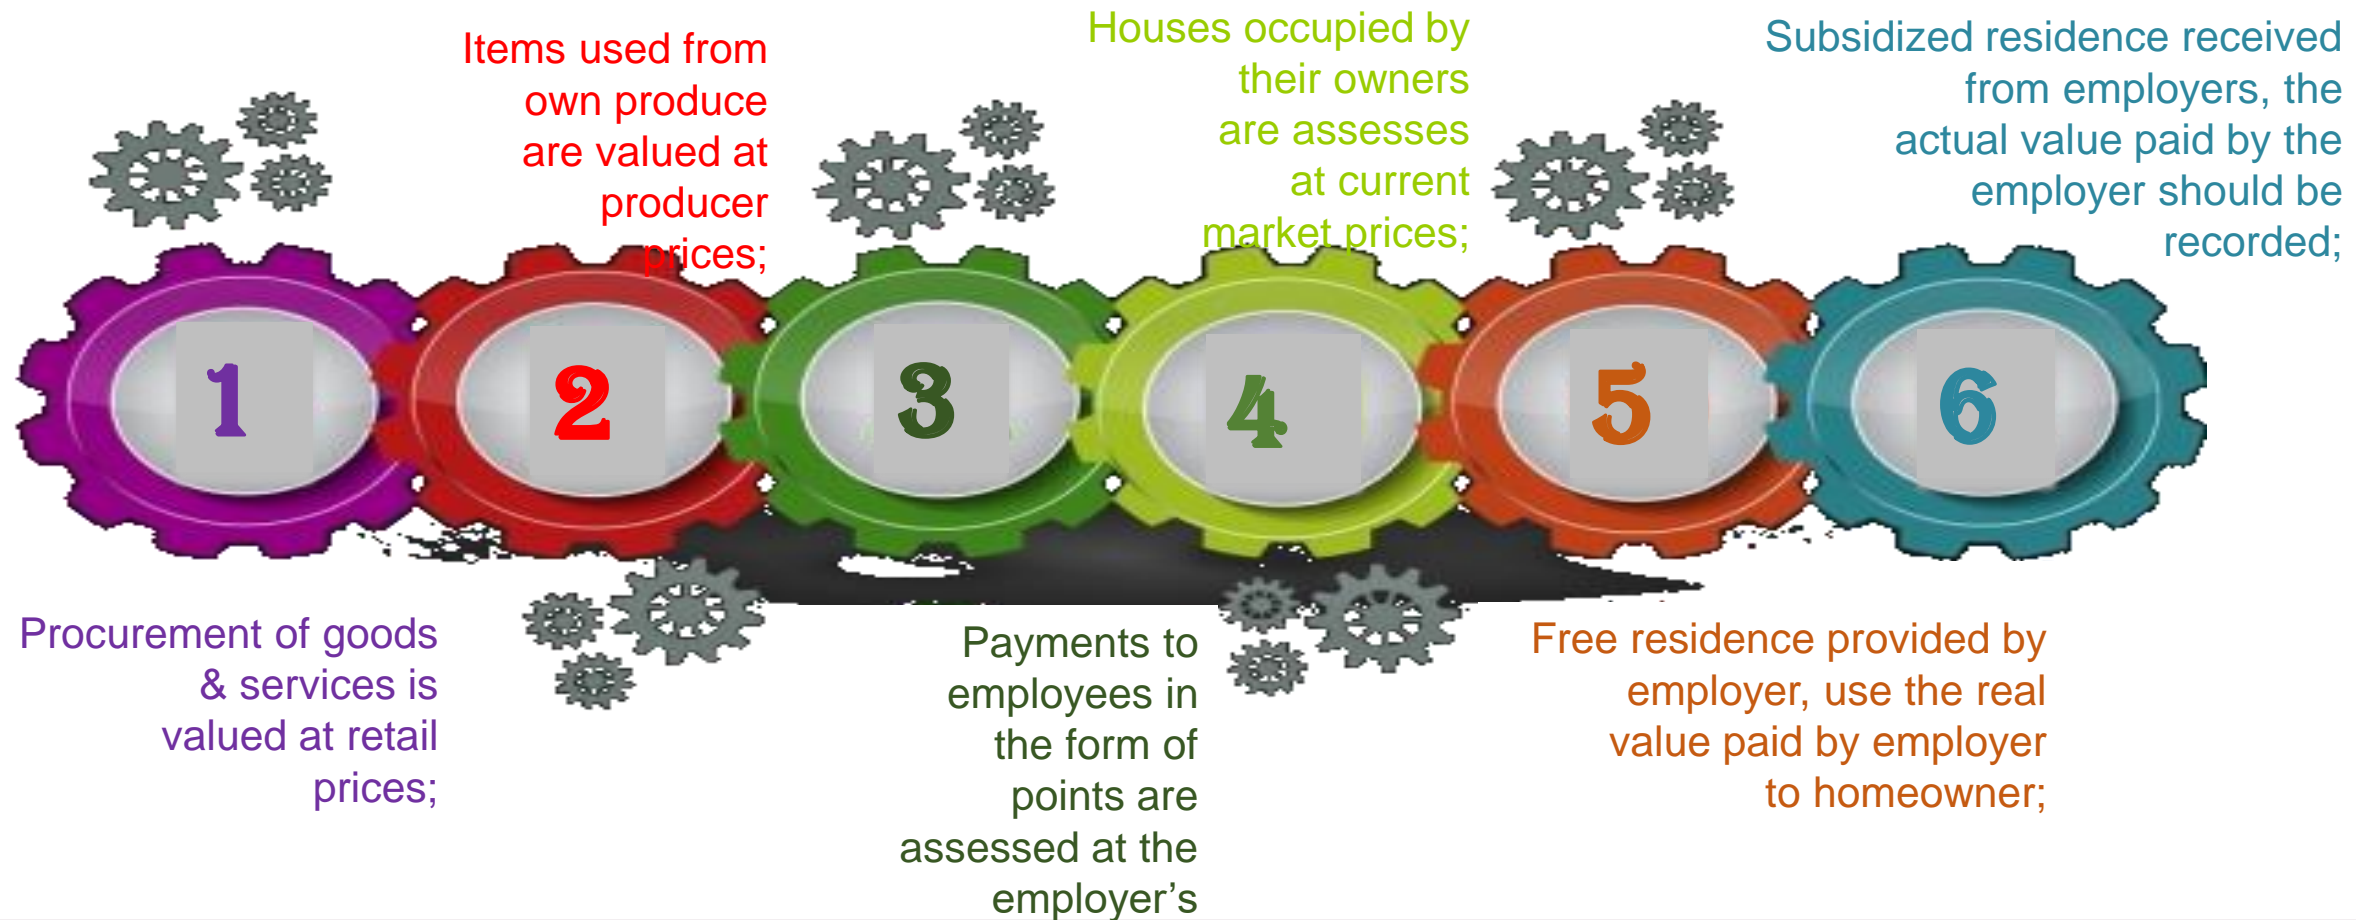 1
Procurement of goods
& services is
valued at retail
prices;
2
Items used from
own produce
are valued at
producer
prices;
3
Payments to
employees in
the form of
points are
assessed at the
employer's
4
Houses occupied by
their owners
are assesses
at current
market prices;
5
Free residence provided by
employer, use the real
value paid by employer
to homeowner;
6
Subsidized residence received
from employers, the
actual value paid by the
employer should be
recorded;